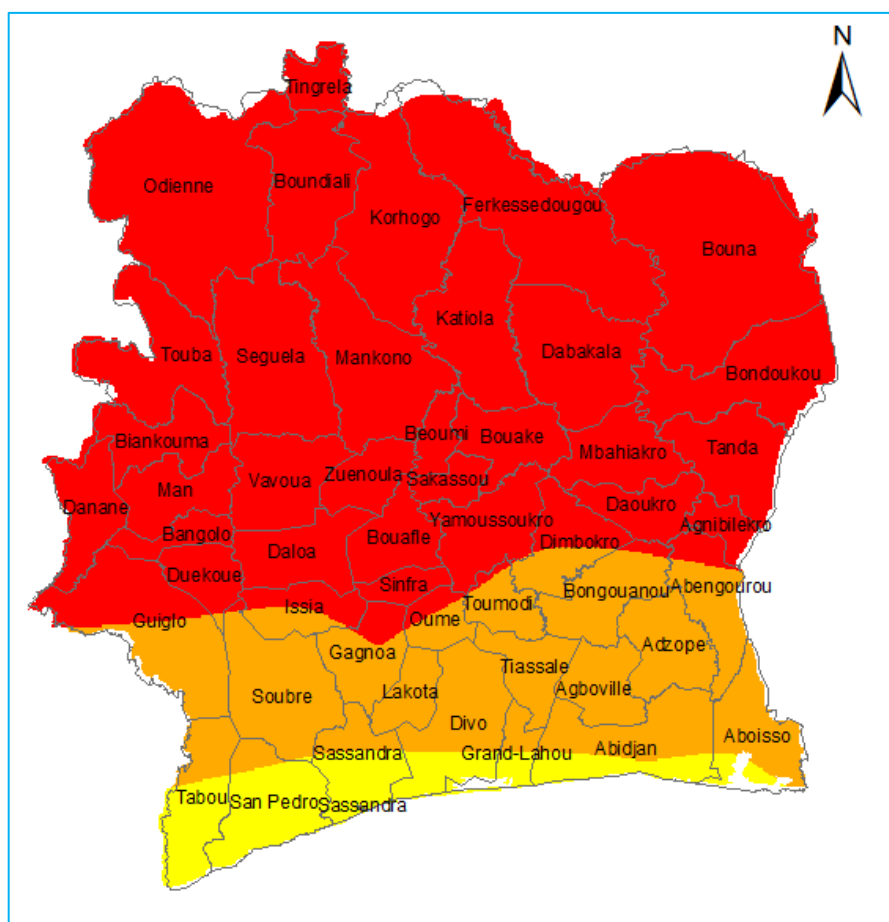 N
Tingrela
Odienne
Boundiali
Korhogo
Ferkessedougou
Bouna
Katiola
Touba
Seguela
Mankono
Dabakala
Bondoukou
Biankouma
Beoumi
Bouake
Mbahiakro
Tanda
Danane
Man
Vavoua
Zuenoula
Sakassou
Daoukro
Bangolo
Daloa
Bouafle
Yamoussoukro
Dimbokro
Agnibilekro
Duekoue
Sinfra
Guiglo
Issia
Oume
Toumodi
Bongouanou
Abengourou
Gagnoa
Adzope
Soubre
Lakota
Tiassale
Agboville
Divo
Aboisso
Sassandra
Grand-Lahou
Abidjan
Tabou
San Pedro
Sassandra